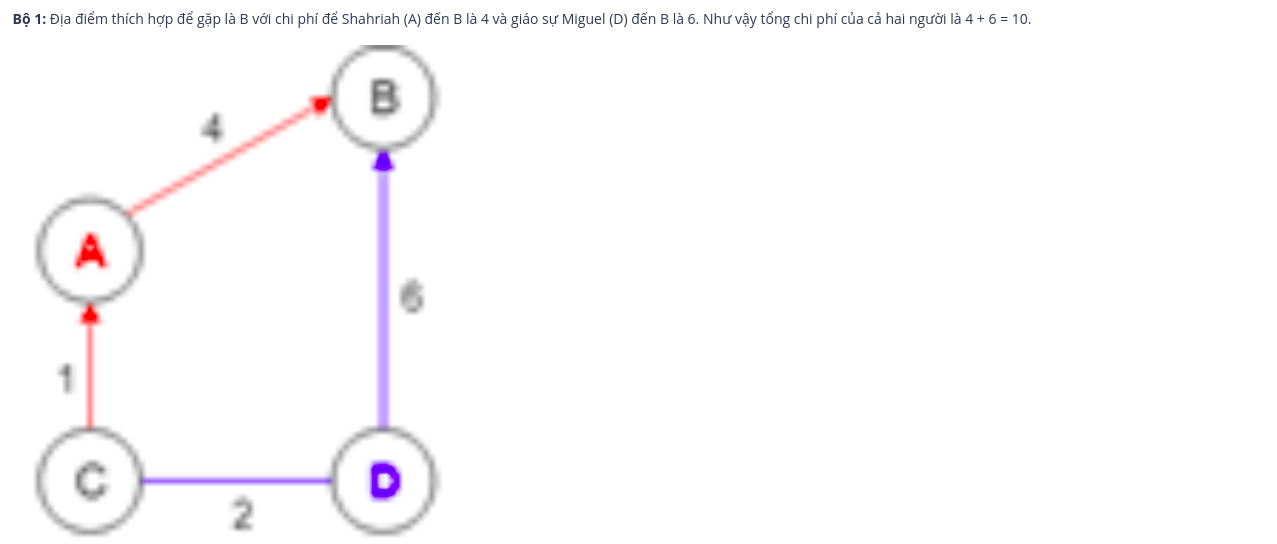 Bộ 1: Địa điểm thích hợp để gặp là B với chi phí để Shahriah (A) đến B là 4 và giáo sự Miguel (D) đến B là 6. Như vậy tổng chi phí của cả hai người là 4 + 6 = 10.
B
4
A
6
1
C
D
2